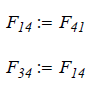 F₁₄ := F₄₁
F₃₄ := F₁₄